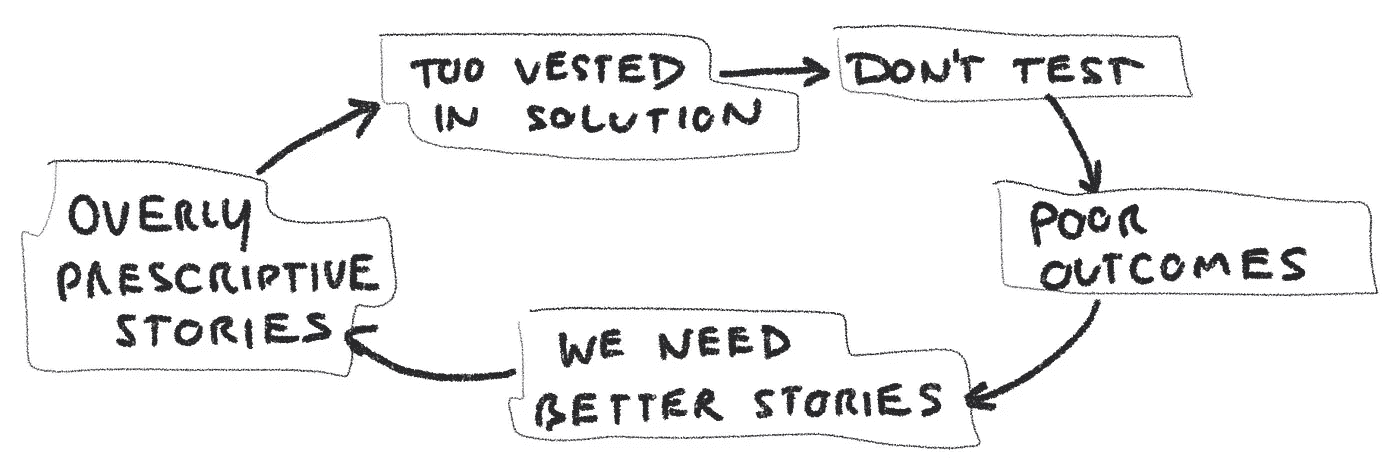 TOO VESTED
IN SOLUTION
DON'T TEST
POOR
OUTCOMES
WE NEED
BETTER STORIES
OVERLY
PRESCRIPTIVE
STORIES